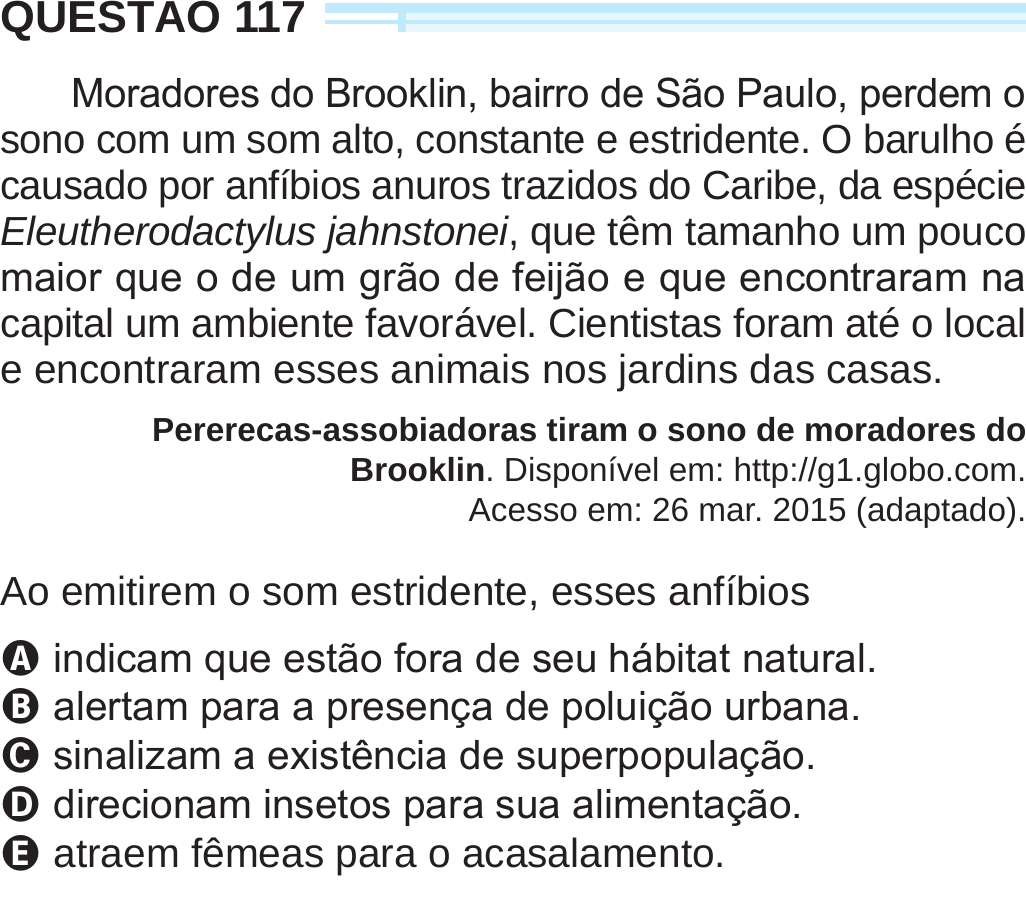 QUESTÃO 117
Moradores do Brooklin, bairro de São Paulo, perdem o
sono com um som alto, constante e estridente. O barulho é
causado por anfíbios anuros trazidos do Caribe, da espécie
Eleutherodactylus jahnstonei, que têm tamanho um pouco
maior que o de um grão de feijão e que encontraram na
capital um ambiente favorável. Cientistas foram até o local
e encontraram esses animais nos jardins das casas.
Pererecas-assobiadoras tiram o sono de moradores do
Brooklin. Disponível em: http://g1.globo.com.
Acesso em: 26 mar. 2015 (adaptado).
Ao emitirem o som estridente, esses anfíbios
A indicam que estão fora de seu hábitat natural.
B alertam para a presença de poluição urbana.
C sinalizam a existência de superpopulação.
D direcionam insetos para sua alimentação.
E atraem fêmeas para o acasalamento.